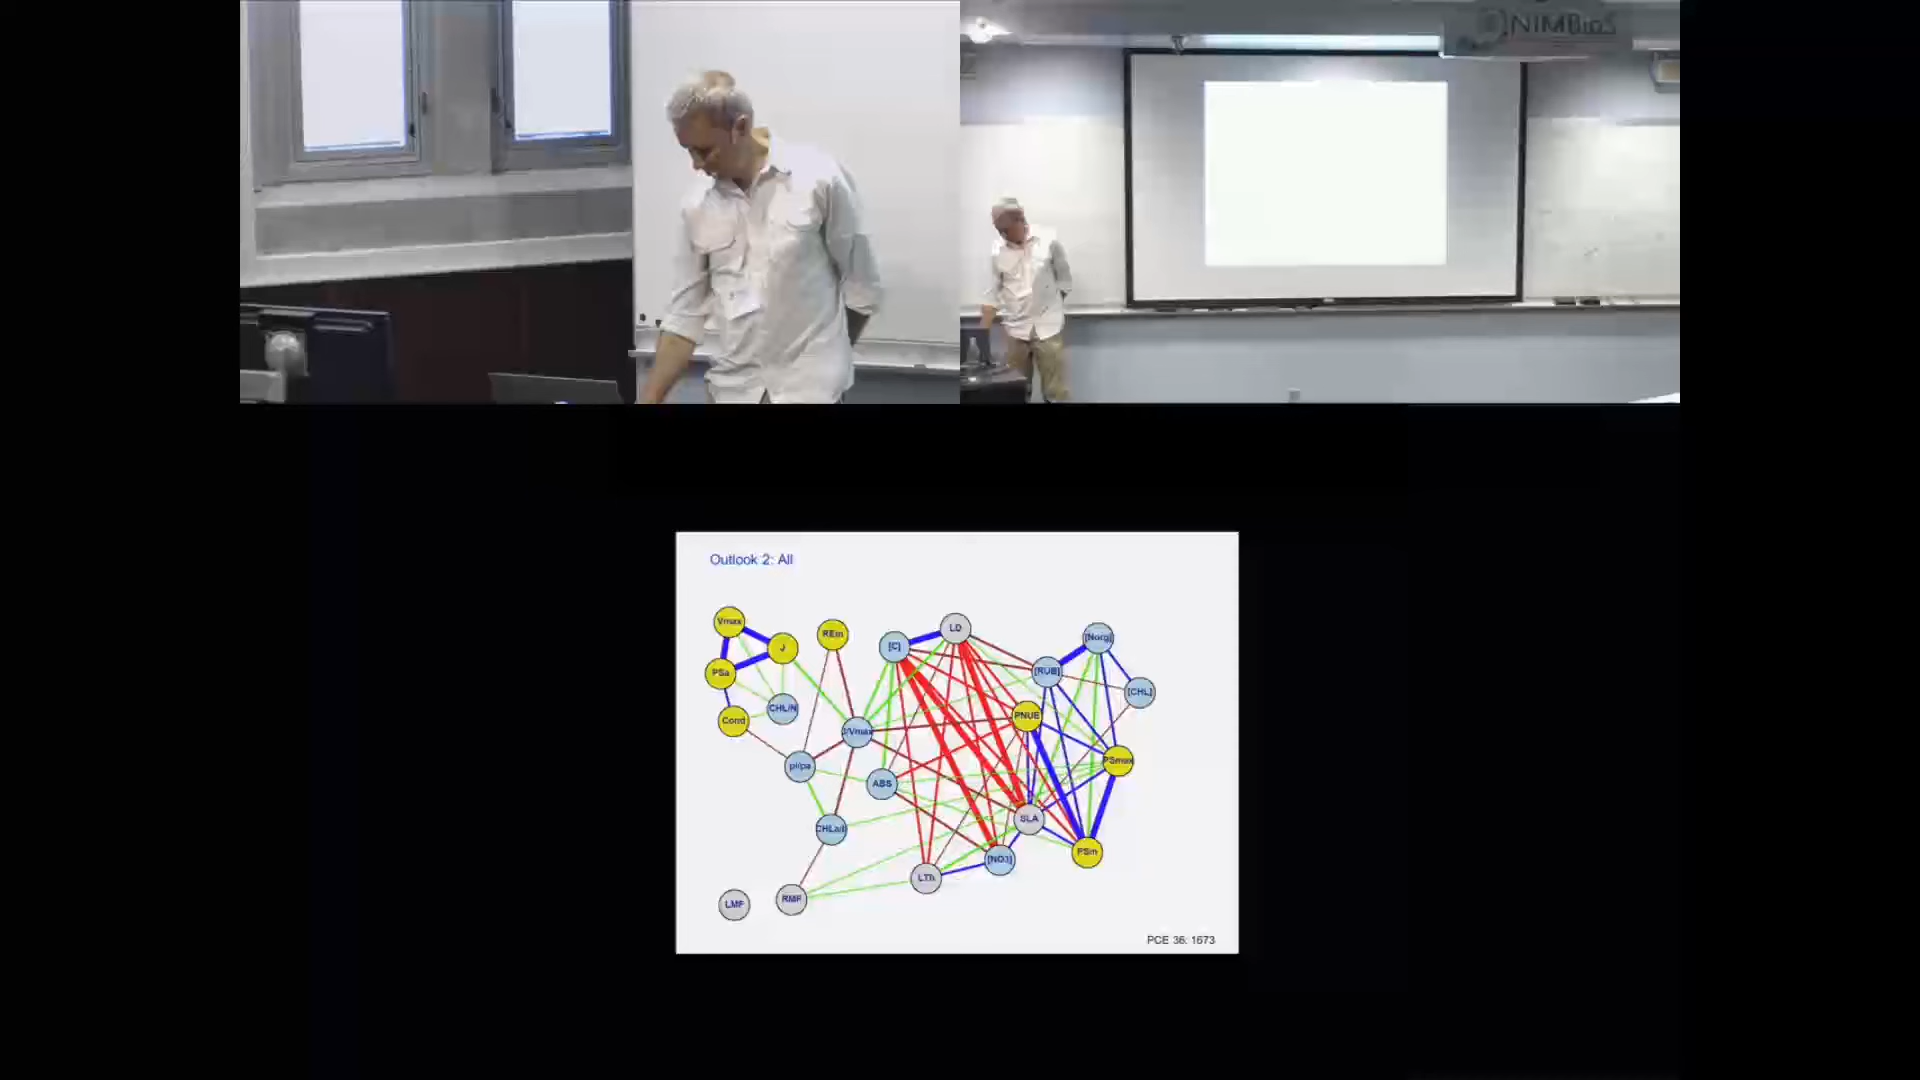 NIMBioS
Outlook 2: All
Vmax
REm
LD
[C]
[Norg]
J
PSa
[RUB]
[CHL]
CHL/N
Cond
PNUE
J/Vmax
PSmax
pi/pa
ABS
SLA
CHLa/b
PSm
[NO3]
LTh
RMF
LMF
PCE 36: 1673